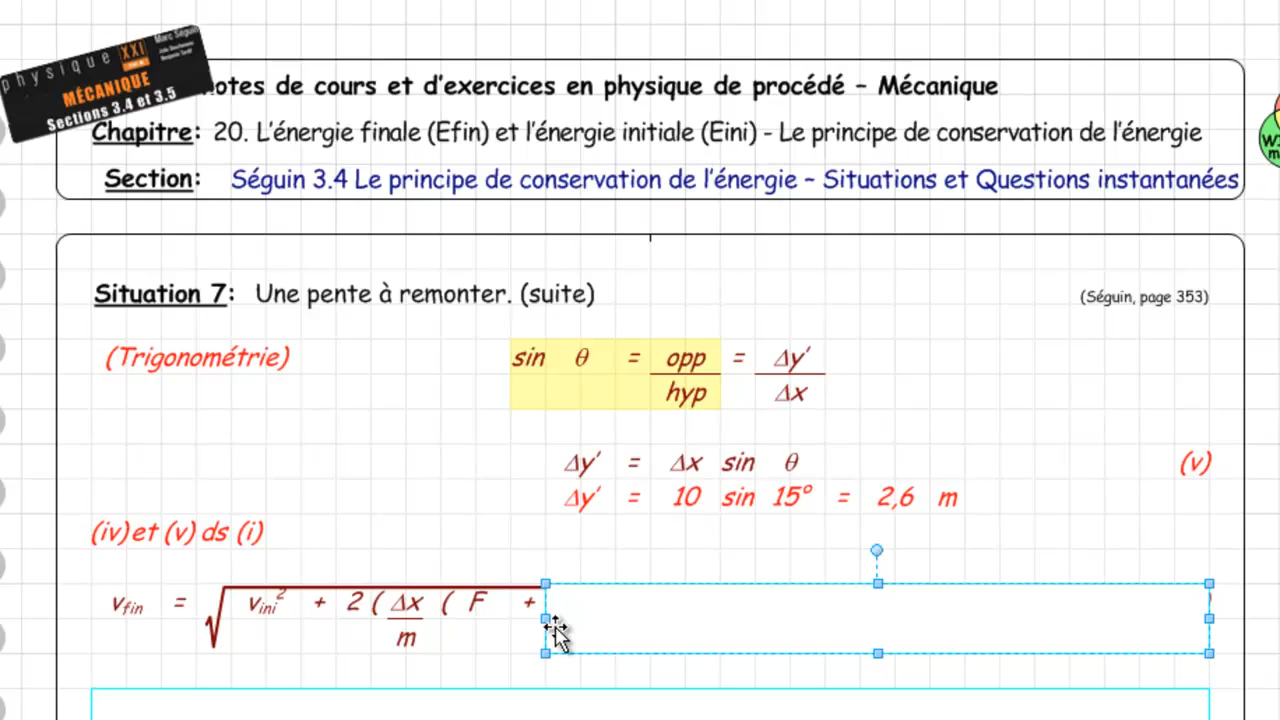 physique XXI
Marc Séguin
MÉCANIQUE
Sections 3.4 et 3.5
notes de cours et d'exercices en physique de procédé – Mécanique
Chapitre: 20. L'énergie finale (Efin) et l'énergie initiale (Eini) - Le principe de conservation de l'énergie
Section: Séguin 3.4 Le principe de conservation de l'énergie – Situations et Questions instantanées
Situation 7: Une pente à remonter. (suite)
(Séguin, page 353)
(Trigonométrie) sin θ = opp/hyp = Δy'/Δx
Δy' = Δx sin θ (v)
Δy' = 10 sin 15° = 2,6 m
(iv) et (v) ds (i)
vfin = √ vini² + 2 ( Δx/m ( F +